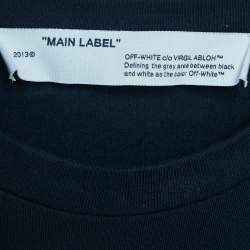 "MAIN LABEL"
2013©
OFF-WHITE c/o VIRGIL ABLOH™
Defining the grey area between black
and white as the color Off-White™